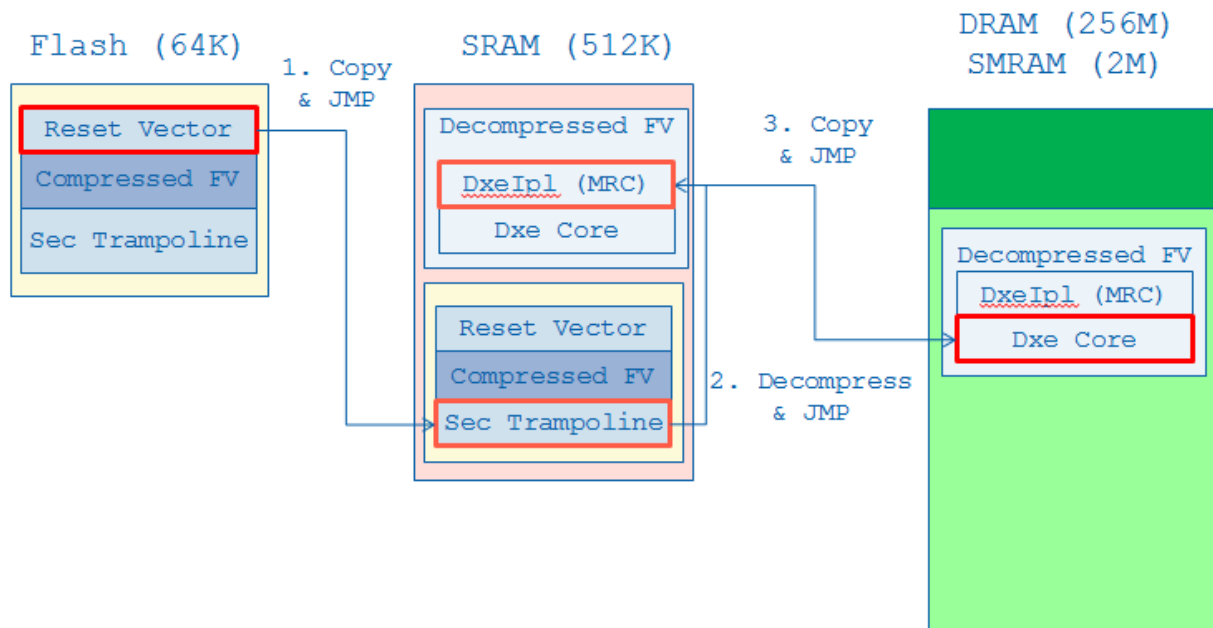 Flash (64K)
1. Copy
& JMP
Reset Vector
Compressed FV
Sec Trampoline
SRAM (512K)
Decompressed FV
DxeIpl (MRC)
Dxe Core
Reset Vector
Compressed FV
Sec Trampoline
2. Decompress
& JMP
3. Copy
& JMP
DRAM (256M)
SMRAM (2M)
Decompressed FV
DxeIpl (MRC)
Dxe Core